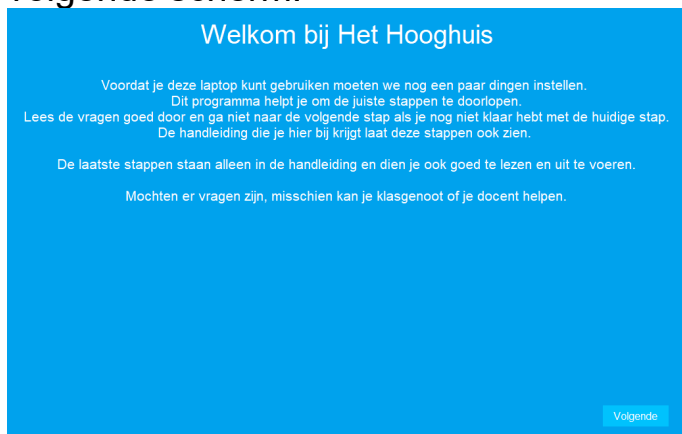 volgende scherm.
Welkom bij Het Hooghuis
Voordat je deze laptop kunt gebruiken moeten we nog een paar dingen instellen.
Dit programma helpt je om de juiste stappen te doorlopen.
Lees de vragen goed door en ga niet naar de volgende stap als je nog niet klaar hebt met de huidige stap.
De handleiding die je hier bij krijgt laat deze stappen ook zien.
De laatste stappen staan alleen in de handleiding en dien je ook goed te lezen en uit te voeren.
Mochten er vragen zijn, misschien kan je klasgenoot of je docent helpen.
Volgende